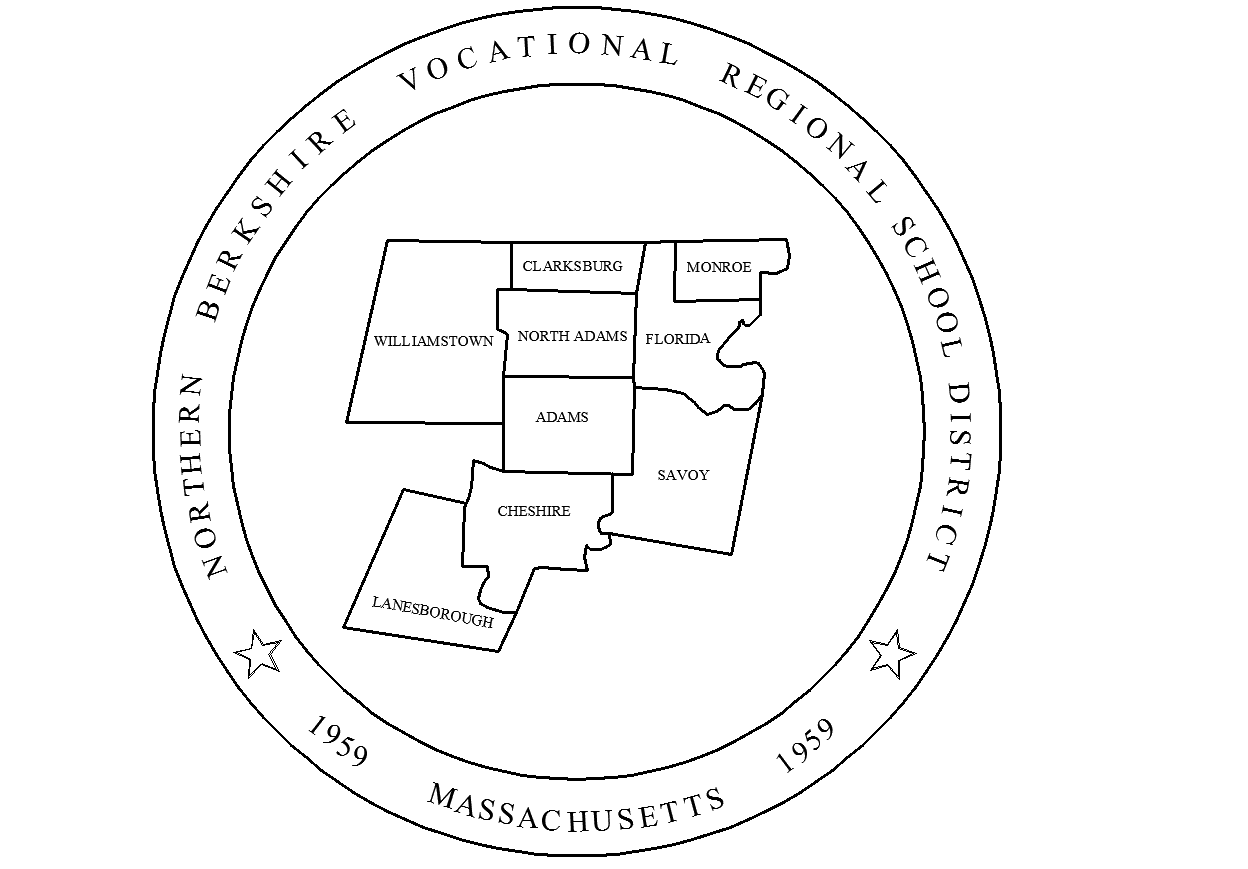 NORTHERN BERKSHIRE VOCATIONAL REGIONAL SCHOOL DISTRICT
CLARKSBURG
MONROE
WILLIAMSTOWN
NORTH ADAMS
FLORIDA
ADAMS
SAVOY
CHESHIRE
LANESBOROUGH
1959 MASSACHUSETTS 1959